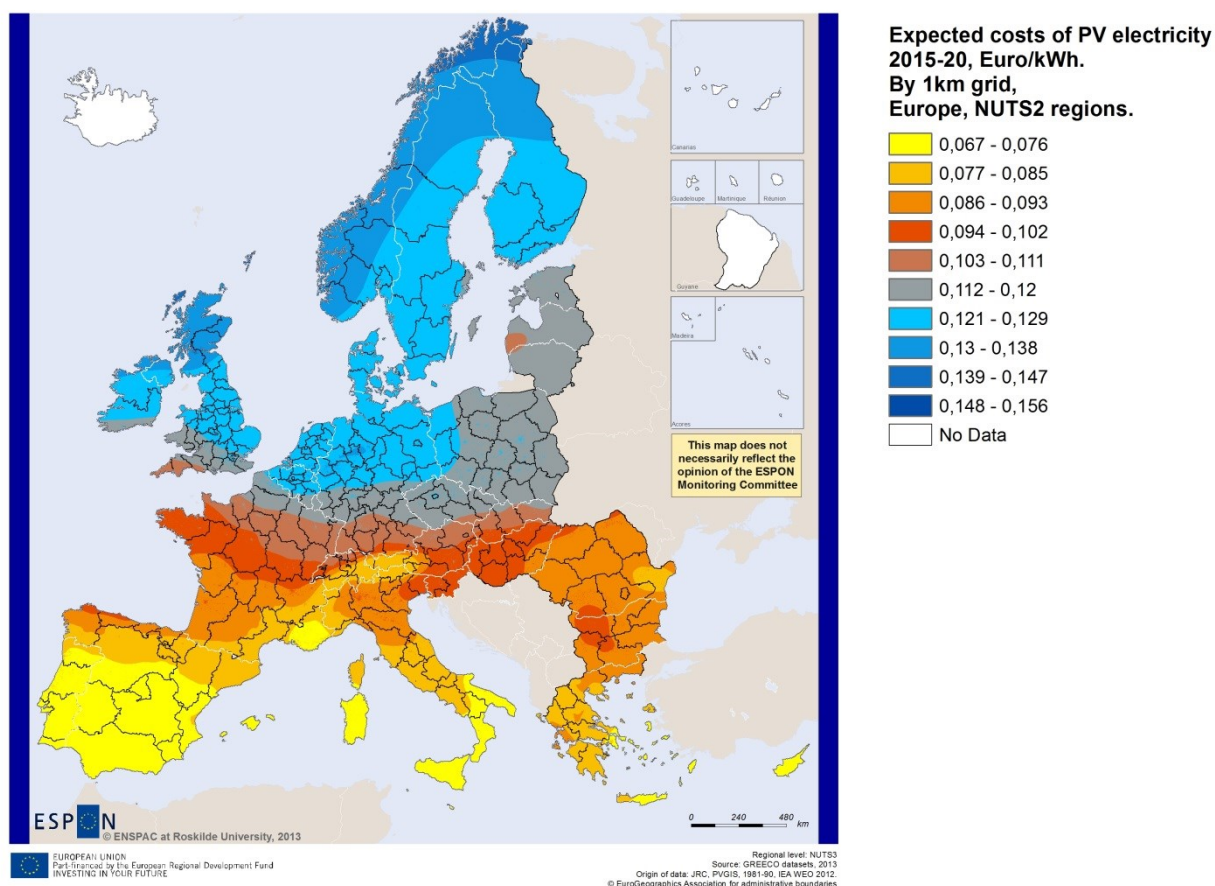 Expected costs of PV electricity
2015-20, Euro/kWh.
By 1km grid,
Europe, NUTS2 regions.
0,067 - 0,076
0,077 - 0,085
0,086 - 0,093
0,094 - 0,102
0,103 - 0,111
0,112 - 0,12
0,121 - 0,129
0,13 - 0,138
0,139 - 0,147
0,148 - 0,156
No Data
Canarias
Guadeloupe
Martinique
Réunion
Guyane
Madeira
Acores
This map does not
necessarily reflect the
opinion of the ESPON
Monitoring Committee
ESPON
© ENSPAC at Roskilde University, 2013
0 240 480
km
EUROPEAN UNION
Part-financed by the European Regional Development Fund
INVESTING IN YOUR FUTURE
Regional level: NUTS3
Source: GREECO datasets, 2013
Origin of data: JRC, PVGIS, 1981-90, IEA WEO 2012.
© EuroGeographics Association for administrative boundaries